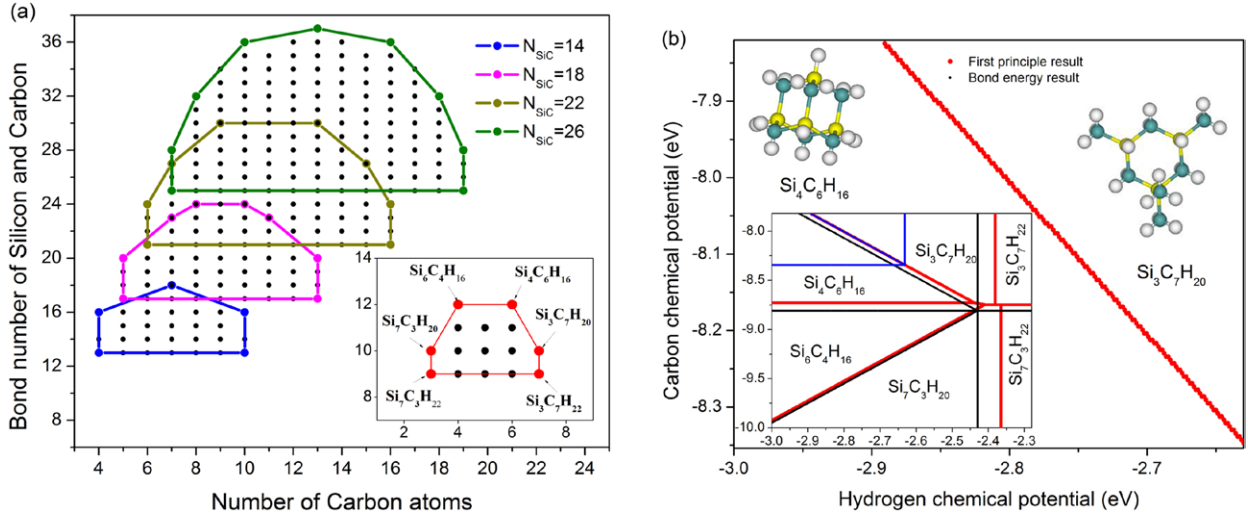 (a)
Bond number of Silicon and Carbon
36
32
28
24
20
16
12
8
4 6 8 10 12 14 16 18 20 22 24 26
Number of Carbon atoms
N_SiC=14
N_SiC=18
N_SiC=22
N_SiC=26
14
12
10
8
2 4 6 8
Si₆C₄H₁₆
Si₄C₆H₁₆
Si₇C₃H₂₀
Si₃C₇H₂₀
Si₇C₃H₂₂
Si₃C₇H₂₂
(b)
Carbon chemical potential (eV)
-7.9
-8.0
-8.1
-8.2
-8.3
-3.0 -2.9 -2.8 -2.7
Hydrogen chemical potential (eV)
First principle result
Bond energy result
Si₄C₆H₁₆
Si₃C₇H₂₀
-8.0
-8.5
-9.0
-9.5
-10.0
-3.0 -2.9 -2.8 -2.7 -2.6 -2.5 -2.4 -2.3
Si₃C₇H₂₀
Si₃C₇H₂₂
Si₄C₆H₁₆
Si₆C₄H₁₆
Si₇C₃H₂₀
Si₇C₃H₂₂